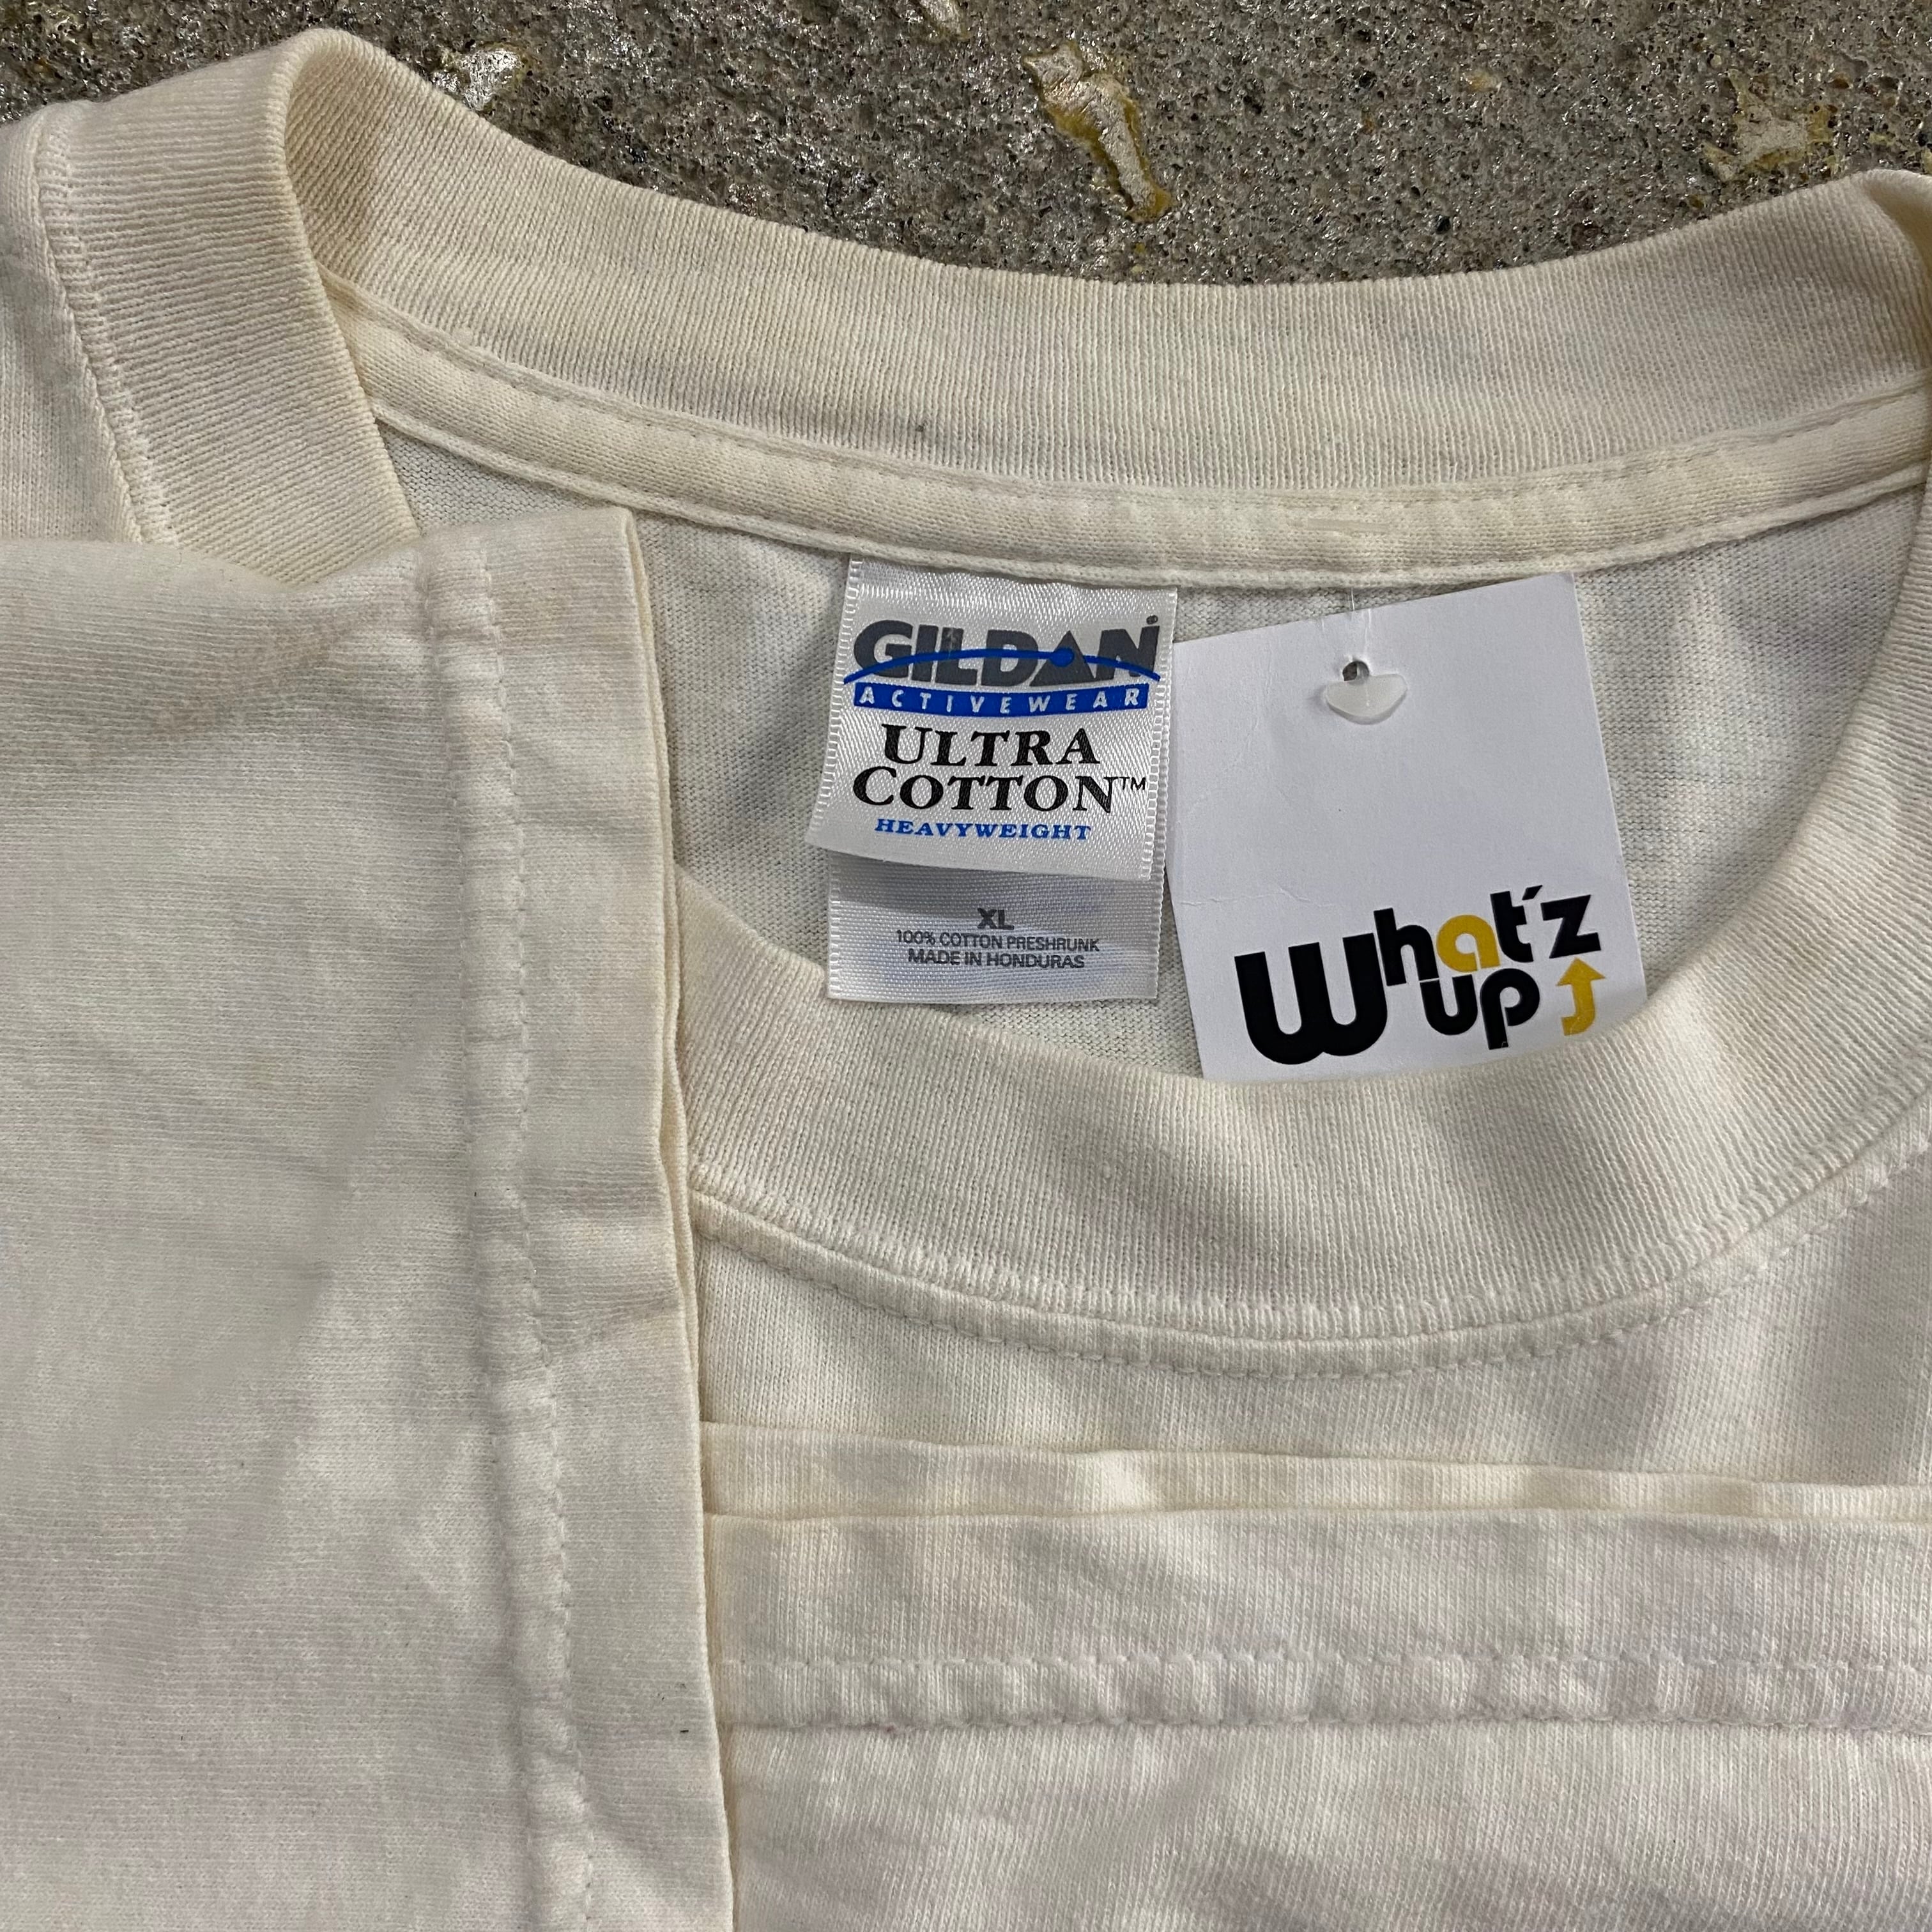 GILDAN®
ACTIVEWEAR
ULTRA
COTTON™
HEAVYWEIGHT
XL
100% COTTON PRESHRUNK
MADE IN HONDURAS
What'z
up